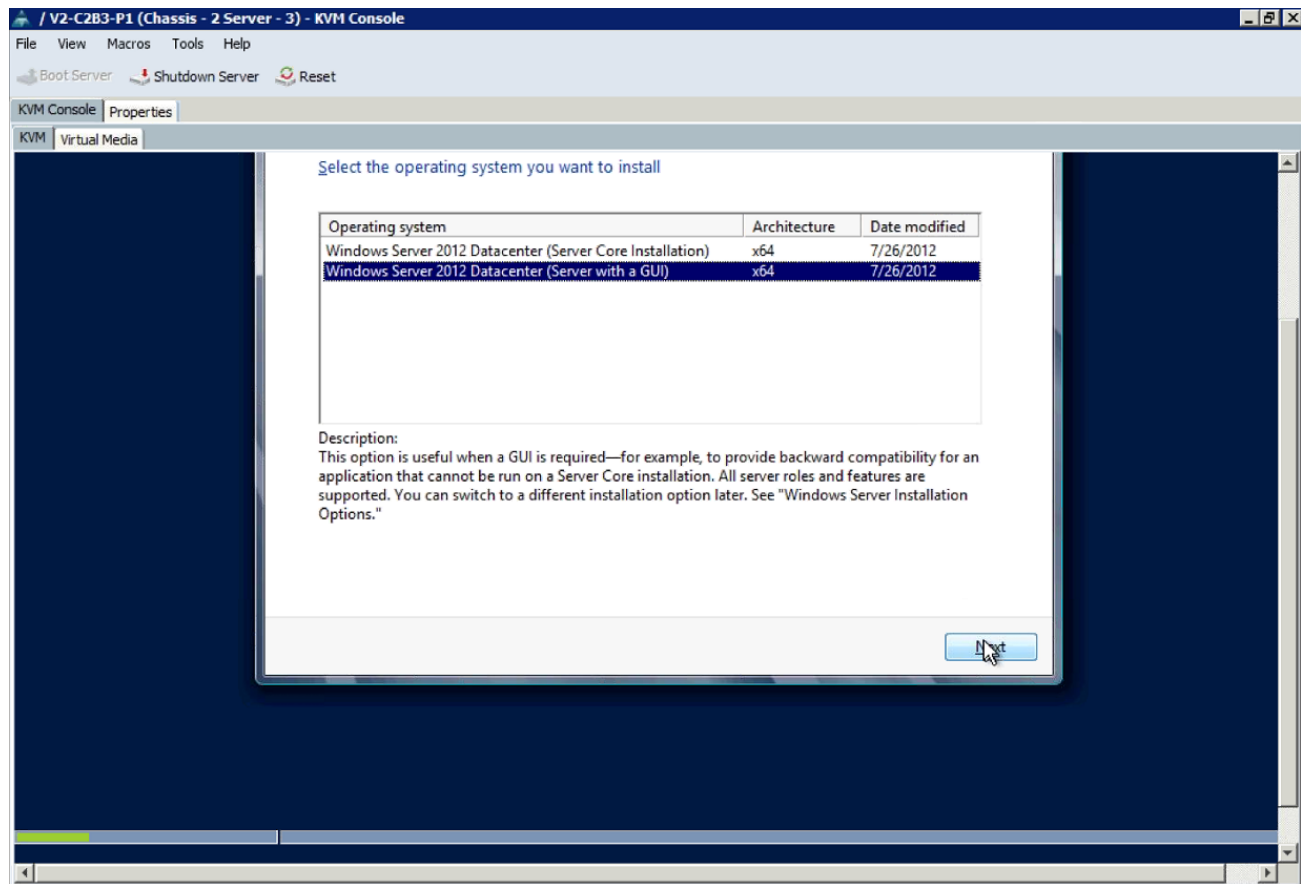 / V2-C2B3-P1 (Chassis - 2 Server - 3) - KVM Console
File View Macros Tools Help
Boot Server Shutdown Server Reset
KVM Console Properties
KVM Virtual Media
Select the operating system you want to install
Operating system Architecture Date modified
Windows Server 2012 Datacenter (Server Core Installation) x64 7/26/2012
Windows Server 2012 Datacenter (Server with a GUI) x64 7/26/2012
Description:
This option is useful when a GUI is required—for example, to provide backward compatibility for an
application that cannot be run on a Server Core installation. All server roles and features are
supported. You can switch to a different installation option later. See "Windows Server Installation
Options."
Next